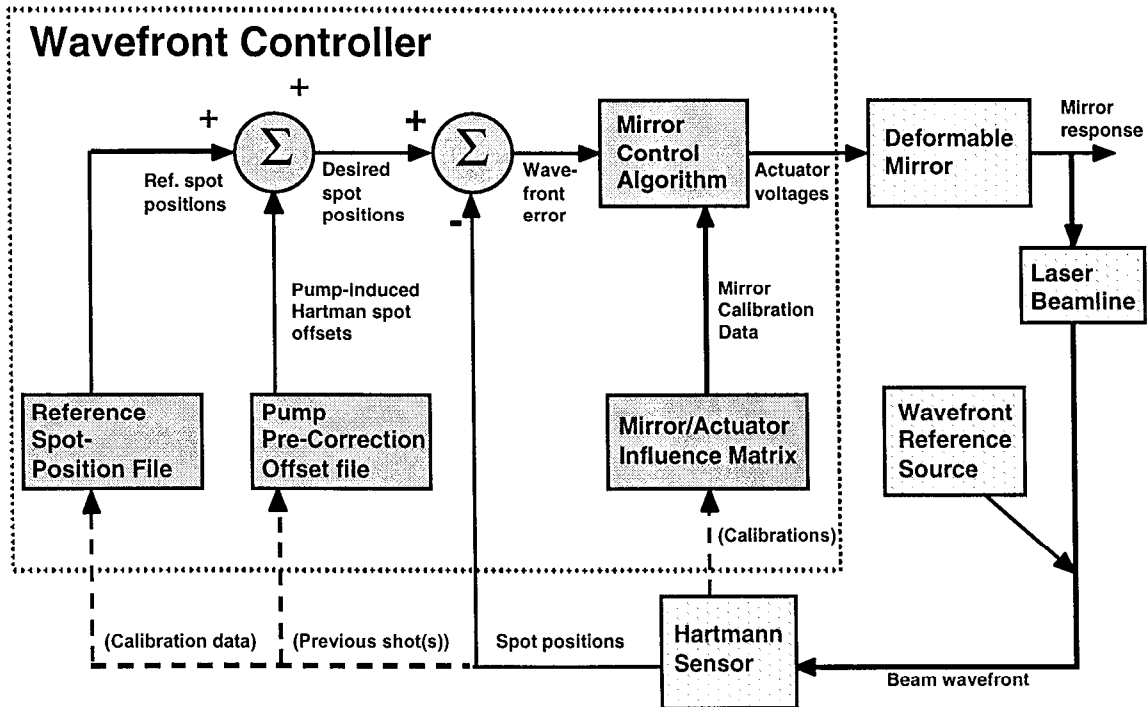 Wavefront Controller
+
+
+
-
Σ
Σ
Ref. spot
positions
Desired
spot
positions
Wave-
front
error
Mirror
Control
Algorithm
Actuator
voltages
Deformable
Mirror
Mirror
response
Laser
Beamline
Pump-induced
Hartman spot
offsets
Mirror
Calibration
Data
Reference
Spot-
Position File
Pump
Pre-Correction
Offset file
Mirror/Actuator
Influence Matrix
Wavefront
Reference
Source
(Calibrations)
(Calibration data)
(Previous shot(s))
Spot positions
Hartmann
Sensor
Beam wavefront